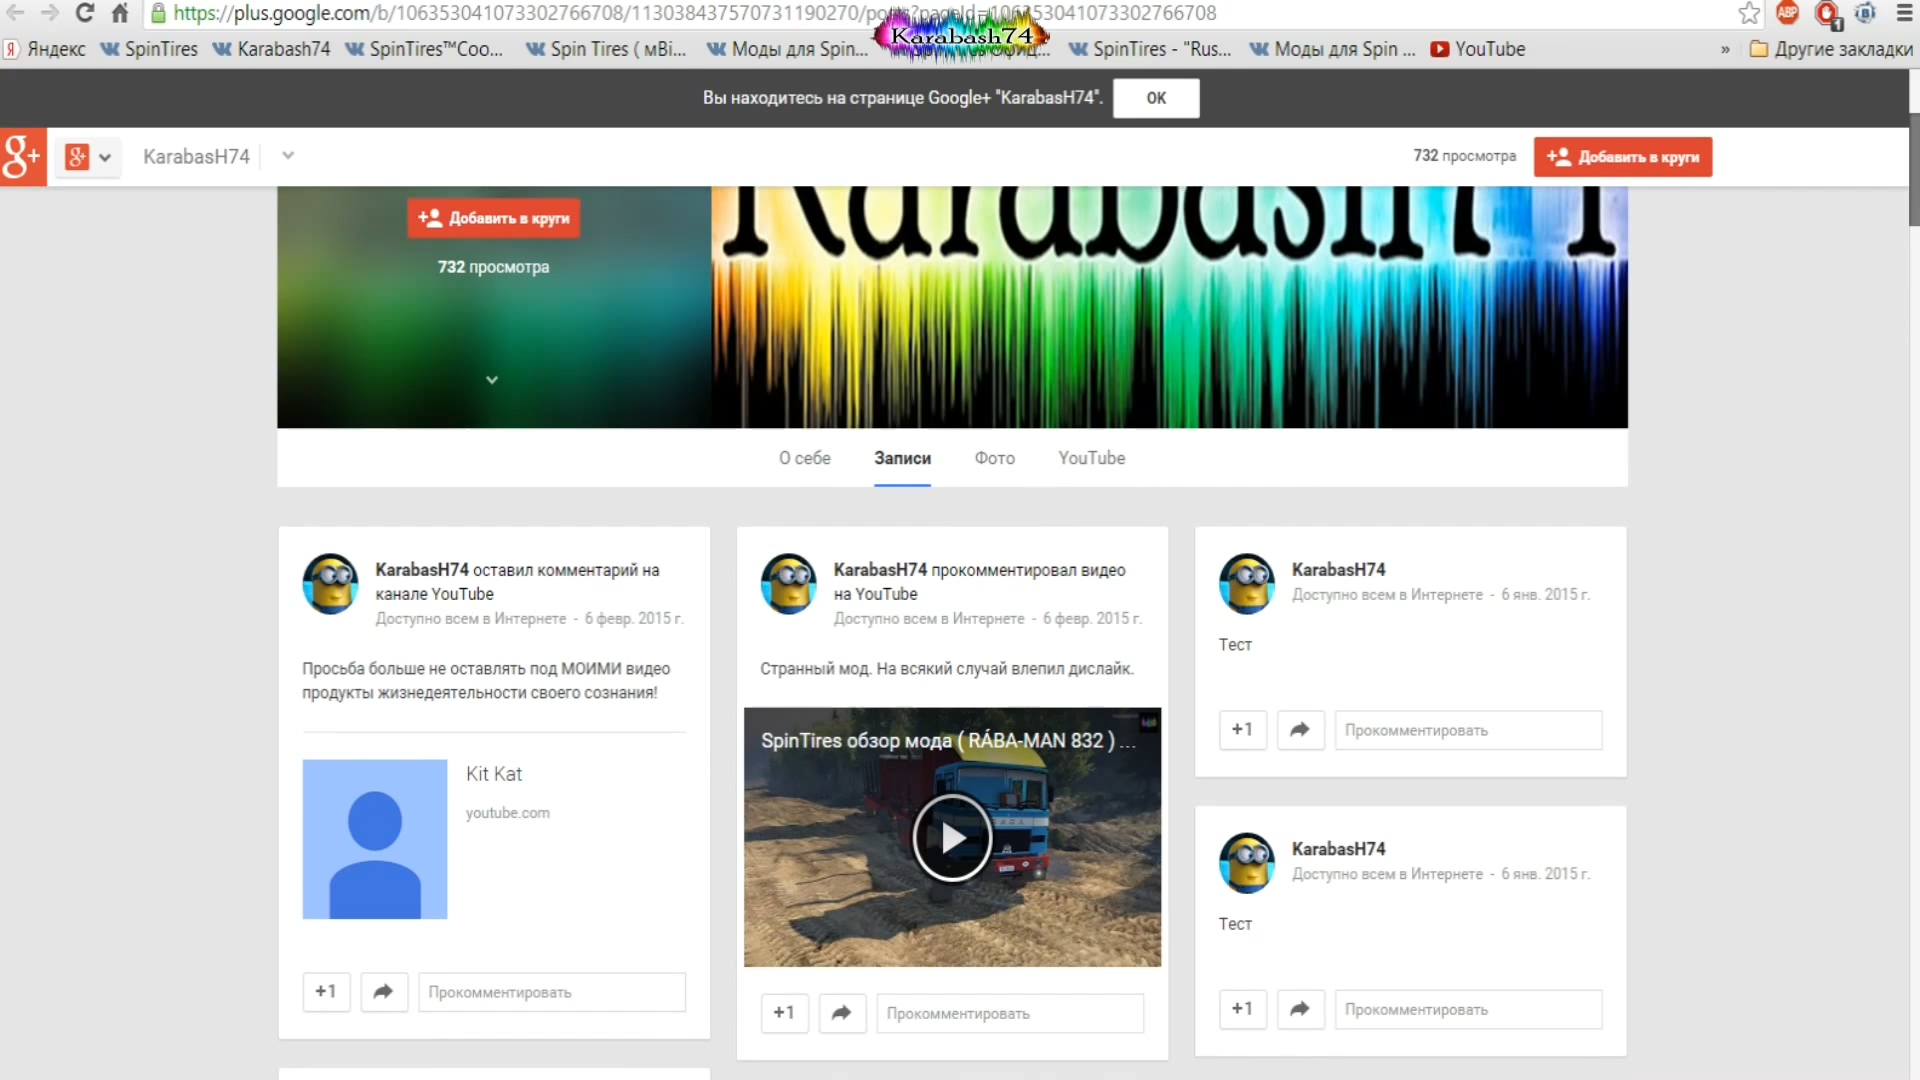 https://plus.google.com/b/106353041073302766708/113038437570731190270/posts?pageId=106353041073302766708
Karabash74
Яндекс SpinTires Karabash74 SpinTires™Coo... Spin Tires ( мВi... Моды для Spin... SpinTires - "Rus... Моды для Spin ... YouTube » Другие закладки
Вы находитесь на странице Google+ "KarabasH74". OK
g+ g+ KarabasH74 732 просмотра Добавить в круги
Добавить в круги
732 просмотра
Karabash74
О себе Записи Фото YouTube
KarabasH74 оставил комментарий на
канале YouTube
Доступно всем в Интернете - 6 февр. 2015 г.
Просьба больше не оставлять под МОИМИ видео
продукты жизнедеятельности своего сознания!
Kit Kat
youtube.com
+1 Прокомментировать
KarabasH74 прокомментировал видео
на YouTube
Доступно всем в Интернете - 6 февр. 2015 г.
Странный мод. На всякий случай влепил дислайк.
SpinTires обзор мода ( RÁBA-MAN 832 ) ...
+1 Прокомментировать
KarabasH74
Доступно всем в Интернете - 6 янв. 2015 г.
Тест
+1 Прокомментировать
KarabasH74
Доступно всем в Интернете - 6 янв. 2015 г.
Тест
+1 Прокомментировать